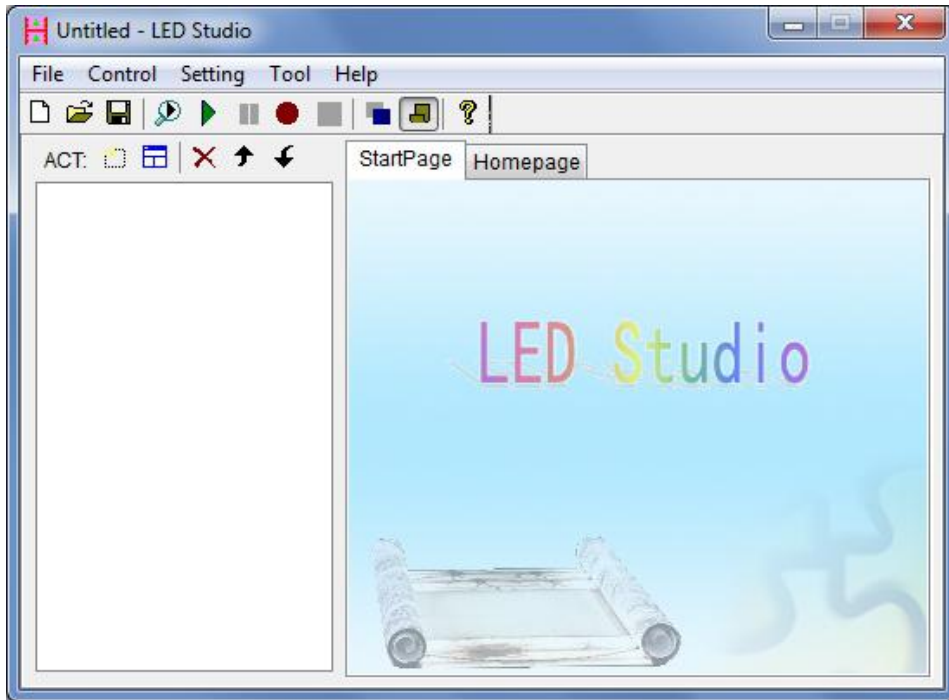 Untitled - LED Studio
File Control Setting Tool Help
ACT:
StartPage Homepage
LED Studio